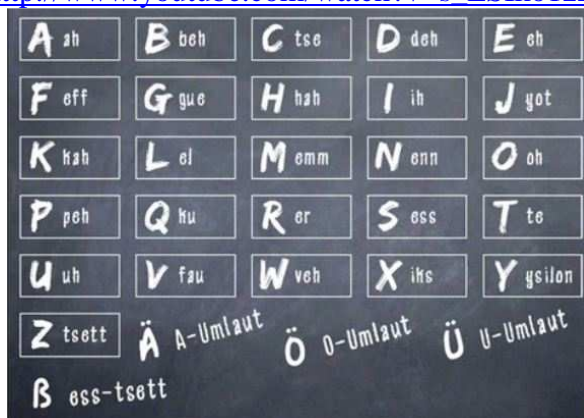 A ah B beh C tse D deh E eh
F eff G gue H hah I ih J yot
K kah L el M emm N enn O oh
P peh Q ku R er S ess T te
U uh V fau W veh X iks Y ysilon
Z tsett Ä A-Umlaut Ö O-Umlaut Ü U-Umlaut
ß ess-tsett